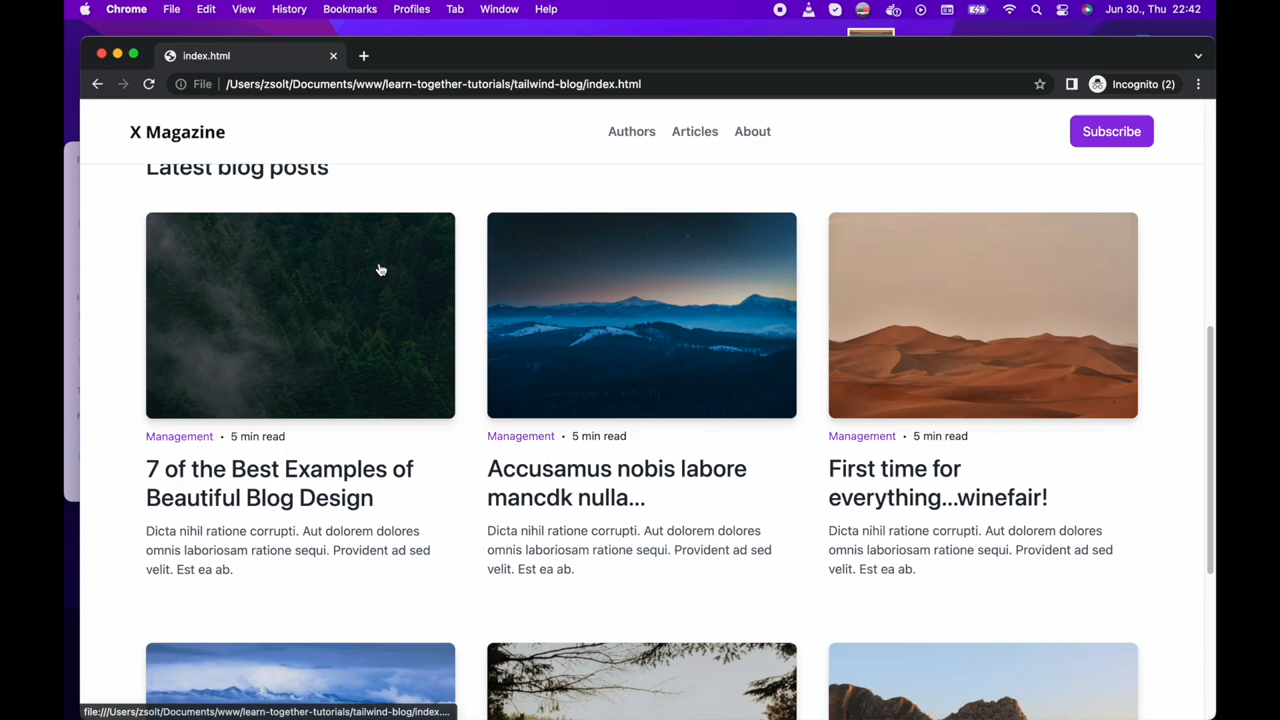 Chrome File Edit View History Bookmarks Profiles Tab Window Help Jun 30., Thu 22:42
index.html
File /Users/zsolt/Documents/www/learn-together-tutorials/tailwind-blog/index.html Incognito (2)
X Magazine Authors Articles About Subscribe
Latest blog posts
Management • 5 min read
7 of the Best Examples of
Beautiful Blog Design
Dicta nihil ratione corrupti. Aut dolorem dolores
omnis laboriosam ratione sequi. Provident ad sed
velit. Est ea ab.
Management • 5 min read
Accusamus nobis labore
mancdk nulla...
Dicta nihil ratione corrupti. Aut dolorem dolores
omnis laboriosam ratione sequi. Provident ad sed
velit. Est ea ab.
Management • 5 min read
First time for
everything...winefair!
Dicta nihil ratione corrupti. Aut dolorem dolores
omnis laboriosam ratione sequi. Provident ad sed
velit. Est ea ab.
file:///Users/zsolt/Documents/www/learn-together-tutorials/tailwind-blog/index....